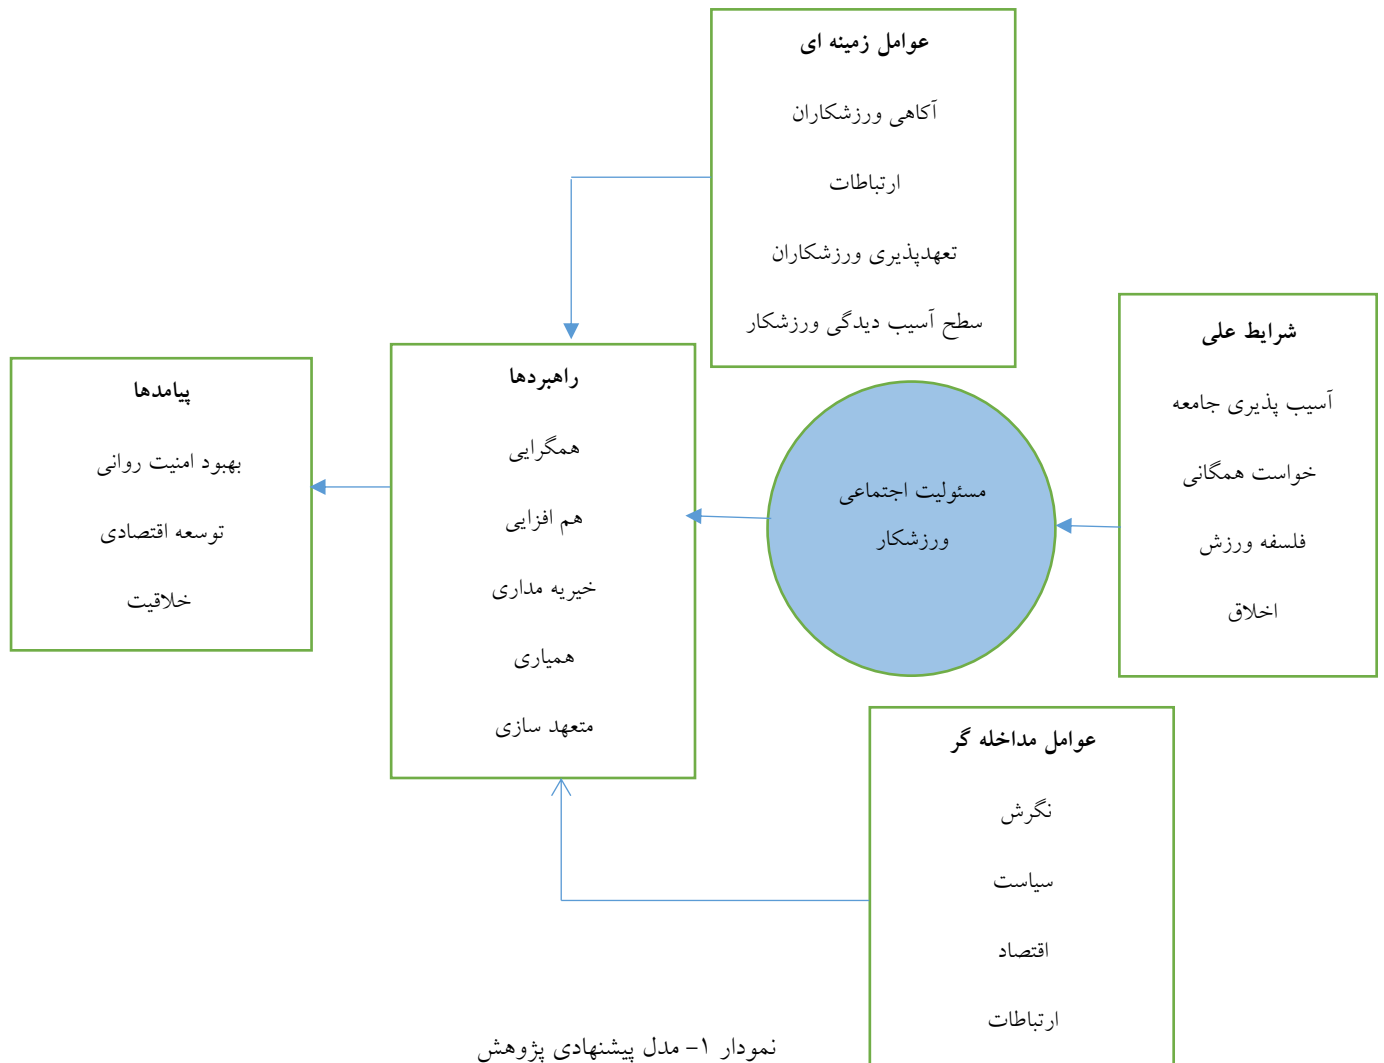 عوامل زمینه ای
آکاهی ورزشکاران
ارتباطات
تعهدپذیری ورزشکاران
سطح آسیب دیدگی ورزشکار
شرایط علی
آسیب پذیری جامعه
خواست همگانی
فلسفه ورزش
اخلاق
مسئولیت اجتماعی
ورزشکار
راهبردها
همگرایی
هم افزایی
خیریه مداری
همیاری
متعهد سازی
پیامدها
بهبود امنیت روانی
توسعه اقتصادی
خلاقیت
عوامل مداخله گر
نگرش
سیاست
اقتصاد
ارتباطات
نمودار ۱- مدل پیشنهادی پژوهش